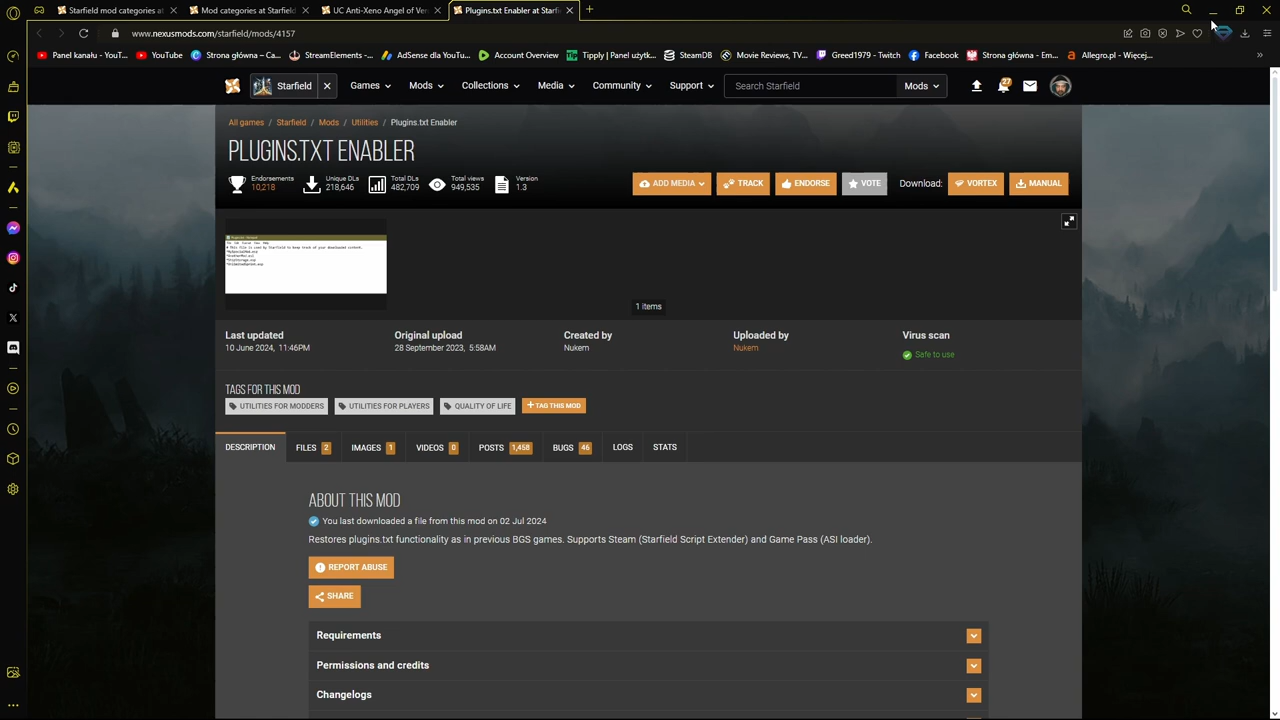 Starfield mod categories at
Mod categories at Starfield
UC Anti-Xeno Angel of Ven
Plugins.txt Enabler at Starfi
www.nexusmods.com/starfield/mods/4157
Panel kanału - YouT...
YouTube
Strona główna – Ca...
StreamElements -...
AdSense dla YouTu...
Account Overview
Tipply | Panel użytk...
SteamDB
Movie Reviews, TV...
Greed1979 - Twitch
Facebook
Strona główna - Em...
Allegro.pl - Więcej...
Starfield
Games
Mods
Collections
Media
Community
Support
Search Starfield
Mods
27
All games / Starfield / Mods / Utilities / Plugins.txt Enabler
PLUGINS.TXT ENABLER
Endorsements
10,218
Unique DLs
218,646
Total DLs
482,709
Total views
949,535
Version
1.3
ADD MEDIA
TRACK
ENDORSE
VOTE
Download:
VORTEX
MANUAL
1 items
Last updated
10 June 2024, 11:46PM
Original upload
28 September 2023, 5:58AM
Created by
Nukem
Uploaded by
Nukem
Virus scan
Safe to use
TAGS FOR THIS MOD
UTILITIES FOR MODDERS
UTILITIES FOR PLAYERS
QUALITY OF LIFE
+ TAG THIS MOD
DESCRIPTION
FILES 2
IMAGES 1
VIDEOS 0
POSTS 1,458
BUGS 46
LOGS
STATS
ABOUT THIS MOD
You last downloaded a file from this mod on 02 Jul 2024
Restores plugins.txt functionality as in previous BGS games. Supports Steam (Starfield Script Extender) and Game Pass (ASI loader).
REPORT ABUSE
SHARE
Requirements
Permissions and credits
Changelogs